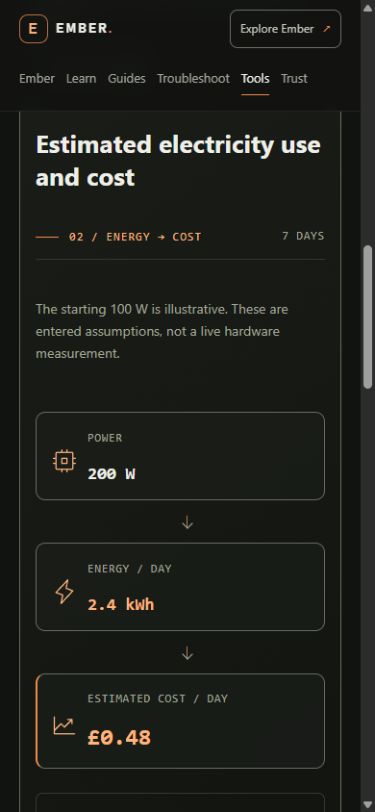 E EMBER.
Explore Ember ↗
Ember Learn Guides Troubleshoot Tools Trust
Estimated electricity use
and cost
02 / ENERGY → COST
7 DAYS
The starting 100 W is illustrative. These are
entered assumptions, not a live hardware
measurement.
POWER
200 W
↓
ENERGY / DAY
2.4 kWh
↓
ESTIMATED COST / DAY
£0.48